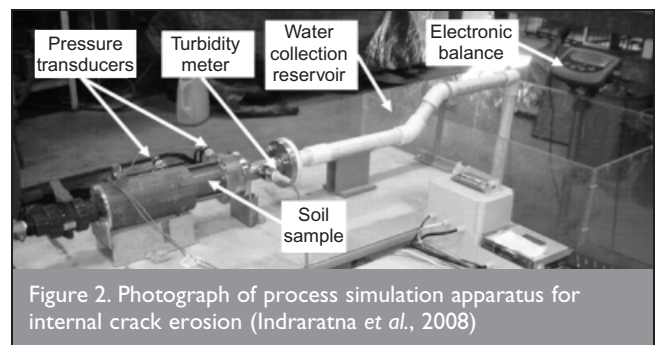 Pressure
transducers
Turbidity
meter
Water
collection
reservoir
Electronic
balance
Soil
sample
Figure 2. Photograph of process simulation apparatus for
internal crack erosion (Indraratna et al., 2008)